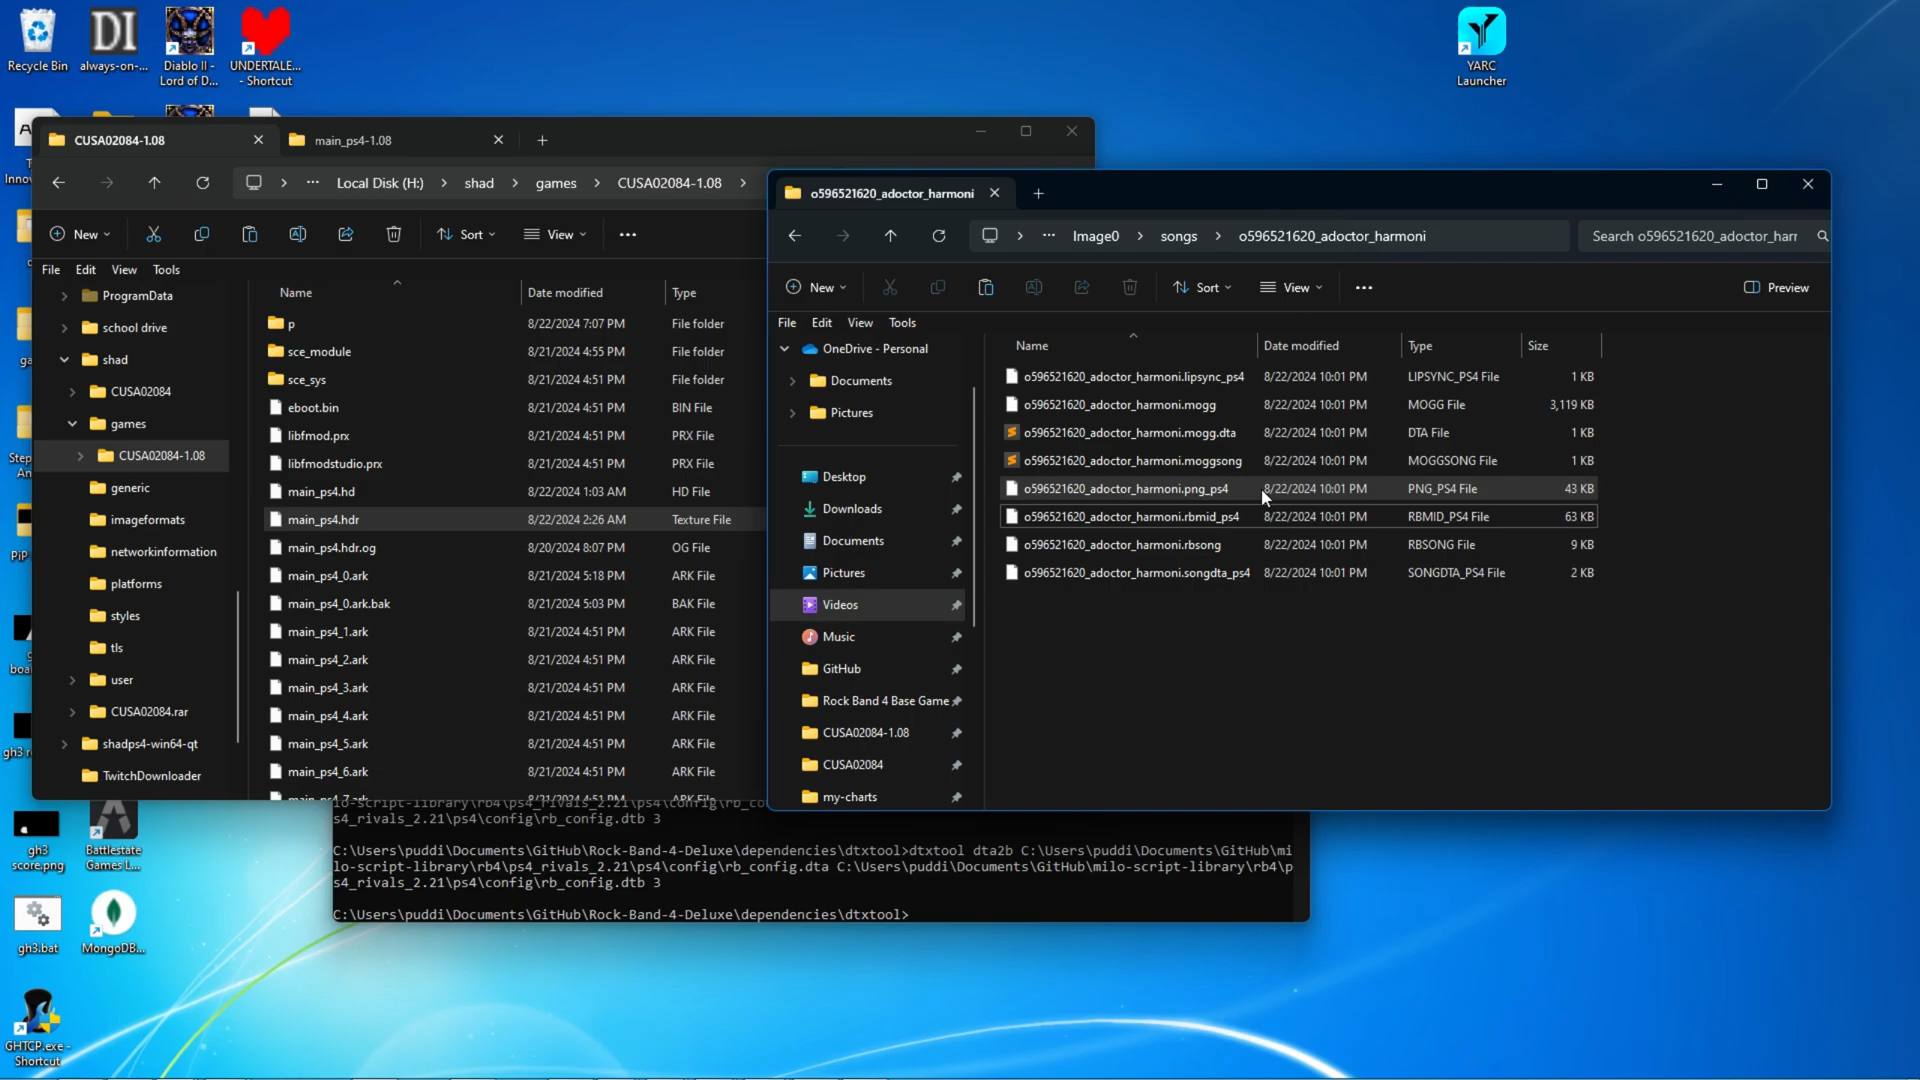 Recycle Bin
always-on-...
Diablo II -
Lord of D...
UNDERTALE...
- Shortcut
YARC
Launcher
CUSA02084-1.08
main_ps4-1.08
Local Disk (H:) shad games CUSA02084-1.08
New Sort View
File Edit View Tools
ProgramData
school drive
shad
CUSA02084
games
CUSA02084-1.08
generic
imageformats
networkinformation
platforms
styles
tls
user
CUSA02084.rar
shadps4-win64-qt
TwitchDownloader
Name Date modified Type
p 8/22/2024 7:07 PM File folder
sce_module 8/21/2024 4:55 PM File folder
sce_sys 8/21/2024 4:51 PM File folder
eboot.bin 8/21/2024 4:51 PM BIN File
libfmod.prx 8/21/2024 4:51 PM PRX File
libfmodstudio.prx 8/21/2024 4:51 PM PRX File
main_ps4.hd 8/22/2024 1:03 AM HD File
main_ps4.hdr 8/22/2024 2:26 AM Texture File
main_ps4.hdr.og 8/20/2024 8:07 PM OG File
main_ps4_0.ark 8/21/2024 5:18 PM ARK File
main_ps4_0.ark.bak 8/21/2024 5:03 PM BAK File
main_ps4_1.ark 8/21/2024 4:51 PM ARK File
main_ps4_2.ark 8/21/2024 4:51 PM ARK File
main_ps4_3.ark 8/21/2024 4:51 PM ARK File
main_ps4_4.ark 8/21/2024 4:51 PM ARK File
main_ps4_5.ark 8/21/2024 4:51 PM ARK File
main_ps4_6.ark 8/21/2024 4:51 PM ARK File
main_ps4_7.ark 8/21/2024 4:51 PM ARK File
o596521620_adoctor_harmoni
Image0 songs o596521620_adoctor_harmoni
Search o596521620_adoctor_harr
New Sort View Preview
File Edit View Tools
OneDrive - Personal
Documents
Pictures
Desktop
Downloads
Documents
Pictures
Videos
Music
GitHub
Rock Band 4 Base Game
CUSA02084-1.08
CUSA02084
my-charts
Name Date modified Type Size
o596521620_adoctor_harmoni.lipsync_ps4 8/22/2024 10:01 PM LIPSYNC_PS4 File 1 KB
o596521620_adoctor_harmoni.mogg 8/22/2024 10:01 PM MOGG File 3,119 KB
o596521620_adoctor_harmoni.mogg.dta 8/22/2024 10:01 PM DTA File 1 KB
o596521620_adoctor_harmoni.moggsong 8/22/2024 10:01 PM MOGGSONG File 1 KB
o596521620_adoctor_harmoni.png_ps4 8/22/2024 10:01 PM PNG_PS4 File 43 KB
o596521620_adoctor_harmoni.rbmid_ps4 8/22/2024 10:01 PM RBMID_PS4 File 63 KB
o596521620_adoctor_harmoni.rbsong 8/22/2024 10:01 PM RBSONG File 9 KB
o596521620_adoctor_harmoni.songdta_ps4 8/22/2024 10:01 PM SONGDTA_PS4 File 2 KB
lo-script-library\rb4\ps4_rivals_2.21\ps4\config\rb_co
s4_rivals_2.21\ps4\config\rb_config.dtb 3
C:\Users\puddi\Documents\GitHub\Rock-Band-4-Deluxe\dependencies\dtxtool>dtxtool dta2b C:\Users\puddi\Documents\GitHub\mi
lo-script-library\rb4\ps4_rivals_2.21\ps4\config\rb_config.dta C:\Users\puddi\Documents\GitHub\milo-script-library\rb4\p
s4_rivals_2.21\ps4\config\rb_config.dtb 3
C:\Users\puddi\Documents\GitHub\Rock-Band-4-Deluxe\dependencies\dtxtool>
gh3
score.png
Battlestate
Games L...
gh3.bat
MongoDB...
GHTCP.exe -
Shortcut